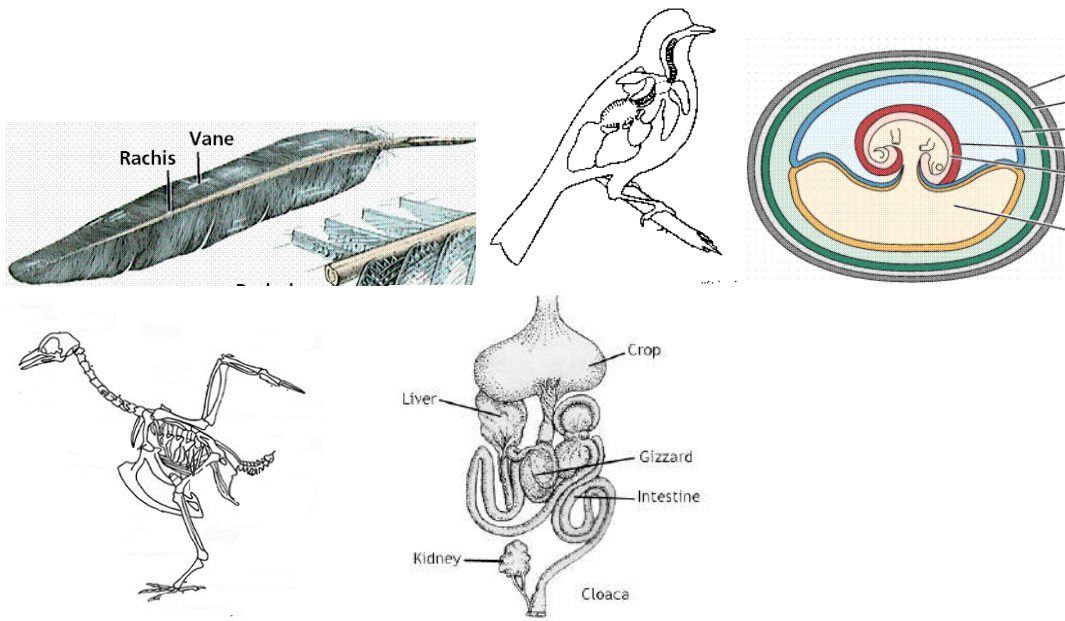 Vane
Rachis
Crop
Liver
Gizzard
Intestine
Kidney
Cloaca